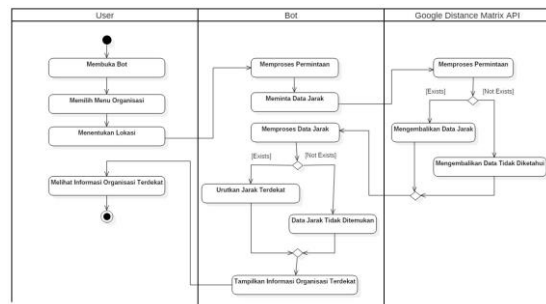 User
Bot
Google Distance Matrix API
Membuka Bot
Memilih Menu Organisasi
Menentukan Lokasi
Melihat Informasi Organisasi Terdekat
Memproses Permintaan
Meminta Data Jarak
Memproses Data Jarak
[Exists]
[Not Exists]
Urutkan Jarak Terdekat
Data Jarak Tidak Ditemukan
Tampilkan Informasi Organisasi Terdekat
Memproses Permintaan
[Exists]
[Not Exists]
Mengembalikan Data Jarak
Mengembalikan Data Tidak Diketahui